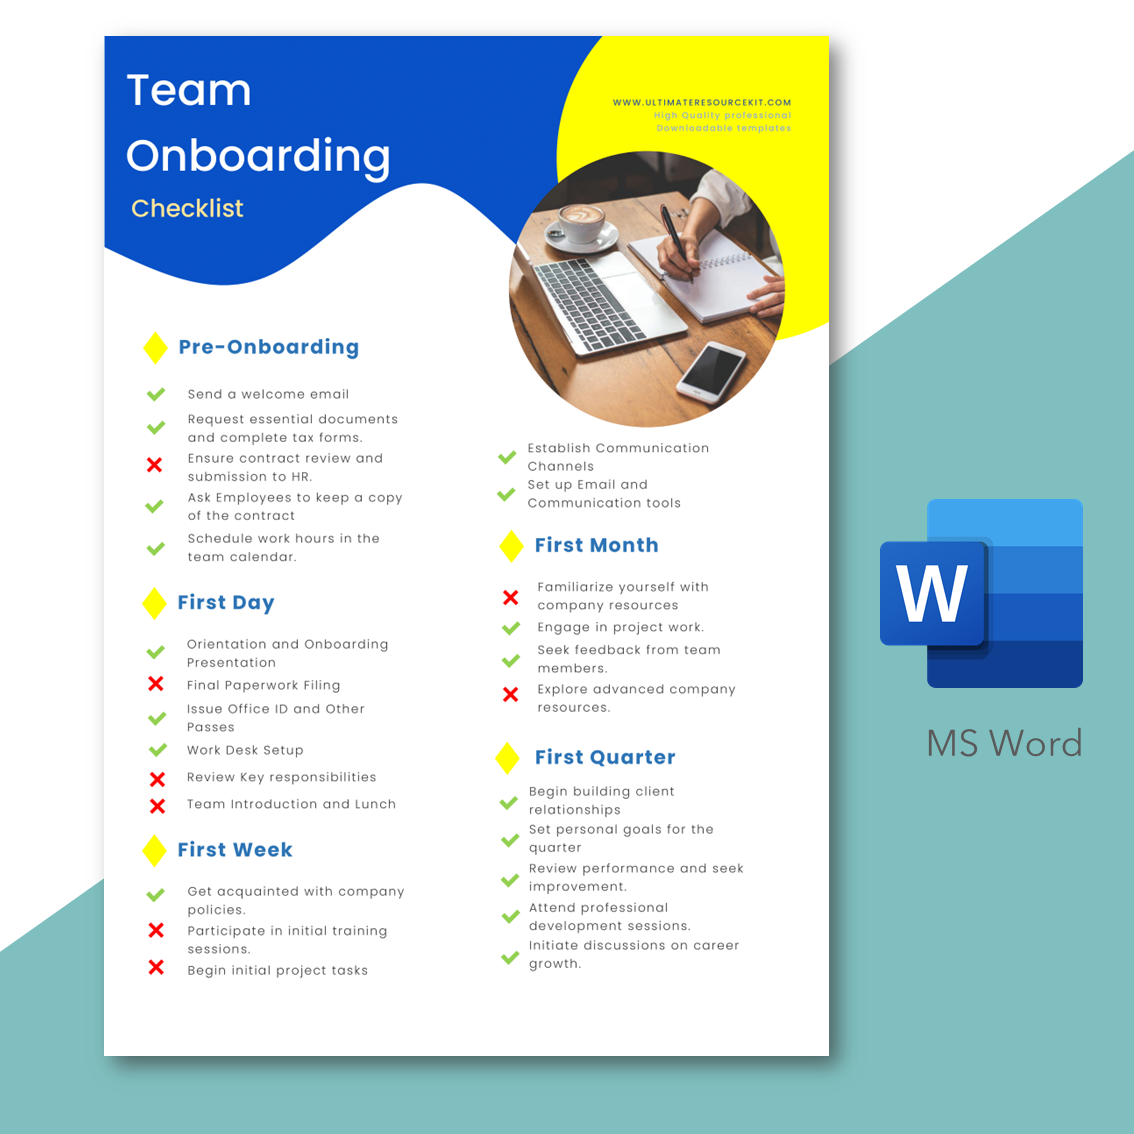 Team
Onboarding
Checklist
WWW.ULTIMATERESOURCEKIT.COM
High Quality professional
Downloadable templates
Pre-Onboarding
Send a welcome email
Request essential documents
and complete tax forms.
Ensure contract review and
submission to HR.
Ask Employees to keep a copy
of the contract
Schedule work hours in the
team calendar.
First Day
Orientation and Onboarding
Presentation
Final Paperwork Filing
Issue Office ID and Other
Passes
Work Desk Setup
Review Key responsibilities
Team Introduction and Lunch
First Week
Get acquainted with company
policies.
Participate in initial training
sessions.
Begin initial project tasks
Establish Communication
Channels
Set up Email and
Communication tools
First Month
Familiarize yourself with
company resources
Engage in project work.
Seek feedback from team
members.
Explore advanced company
resources.
First Quarter
Begin building client
relationships
Set personal goals for the
quarter
Review performance and seek
improvement.
Attend professional
development sessions.
Initiate discussions on career
growth.
W
MS Word